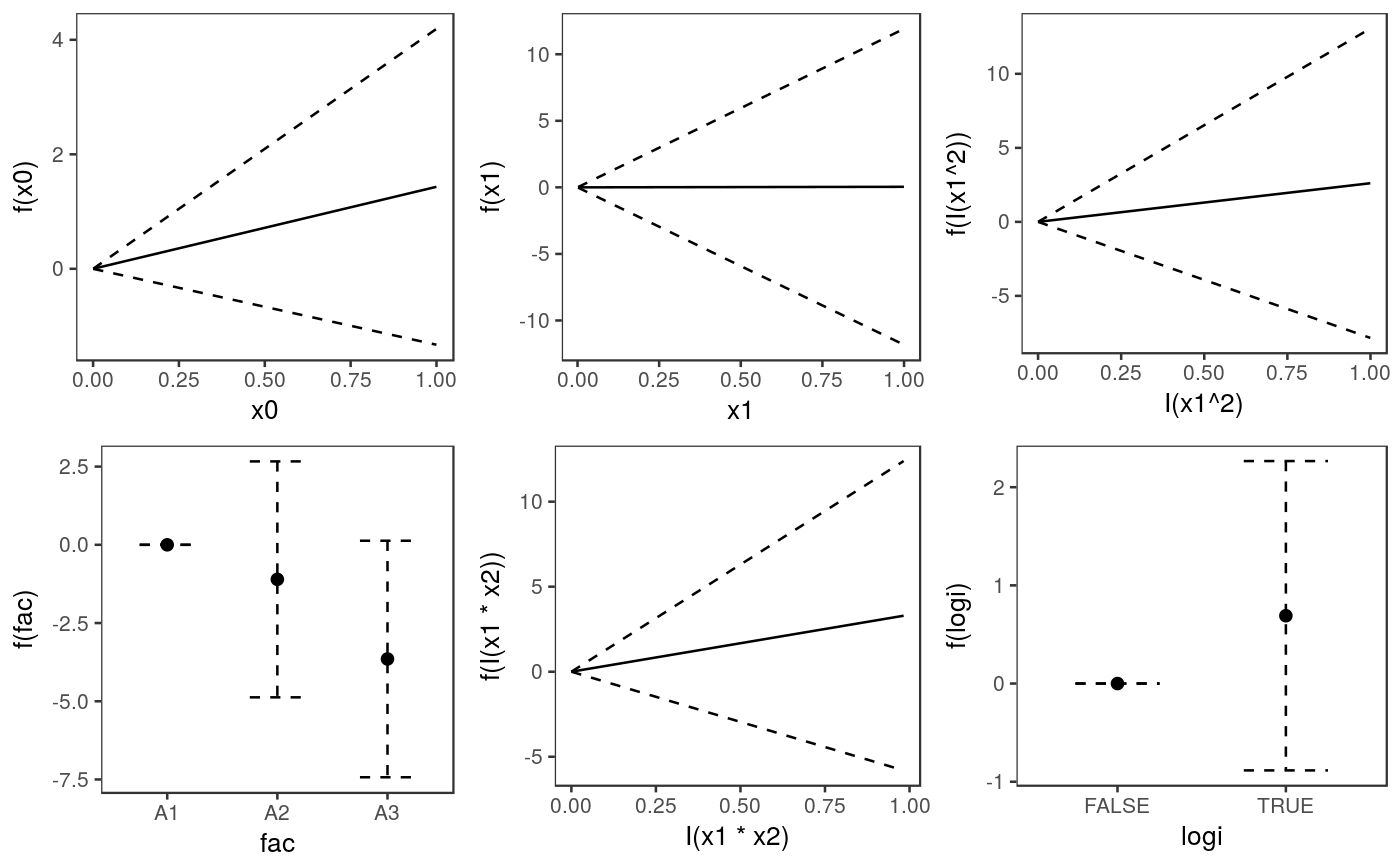 4
2
0
f(x0)
0.00 0.25 0.50 0.75 1.00
x0
10
5
0
-5
-10
f(x1)
0.00 0.25 0.50 0.75 1.00
x1
10
5
0
-5
f(I(x1^2))
0.00 0.25 0.50 0.75 1.00
I(x1^2)
2.5
0.0
-2.5
-5.0
-7.5
f(fac)
A1 A2 A3
fac
10
5
0
-5
f(I(x1 * x2))
0.00 0.25 0.50 0.75 1.00
I(x1 * x2)
2
1
0
-1
f(logi)
FALSE TRUE
logi